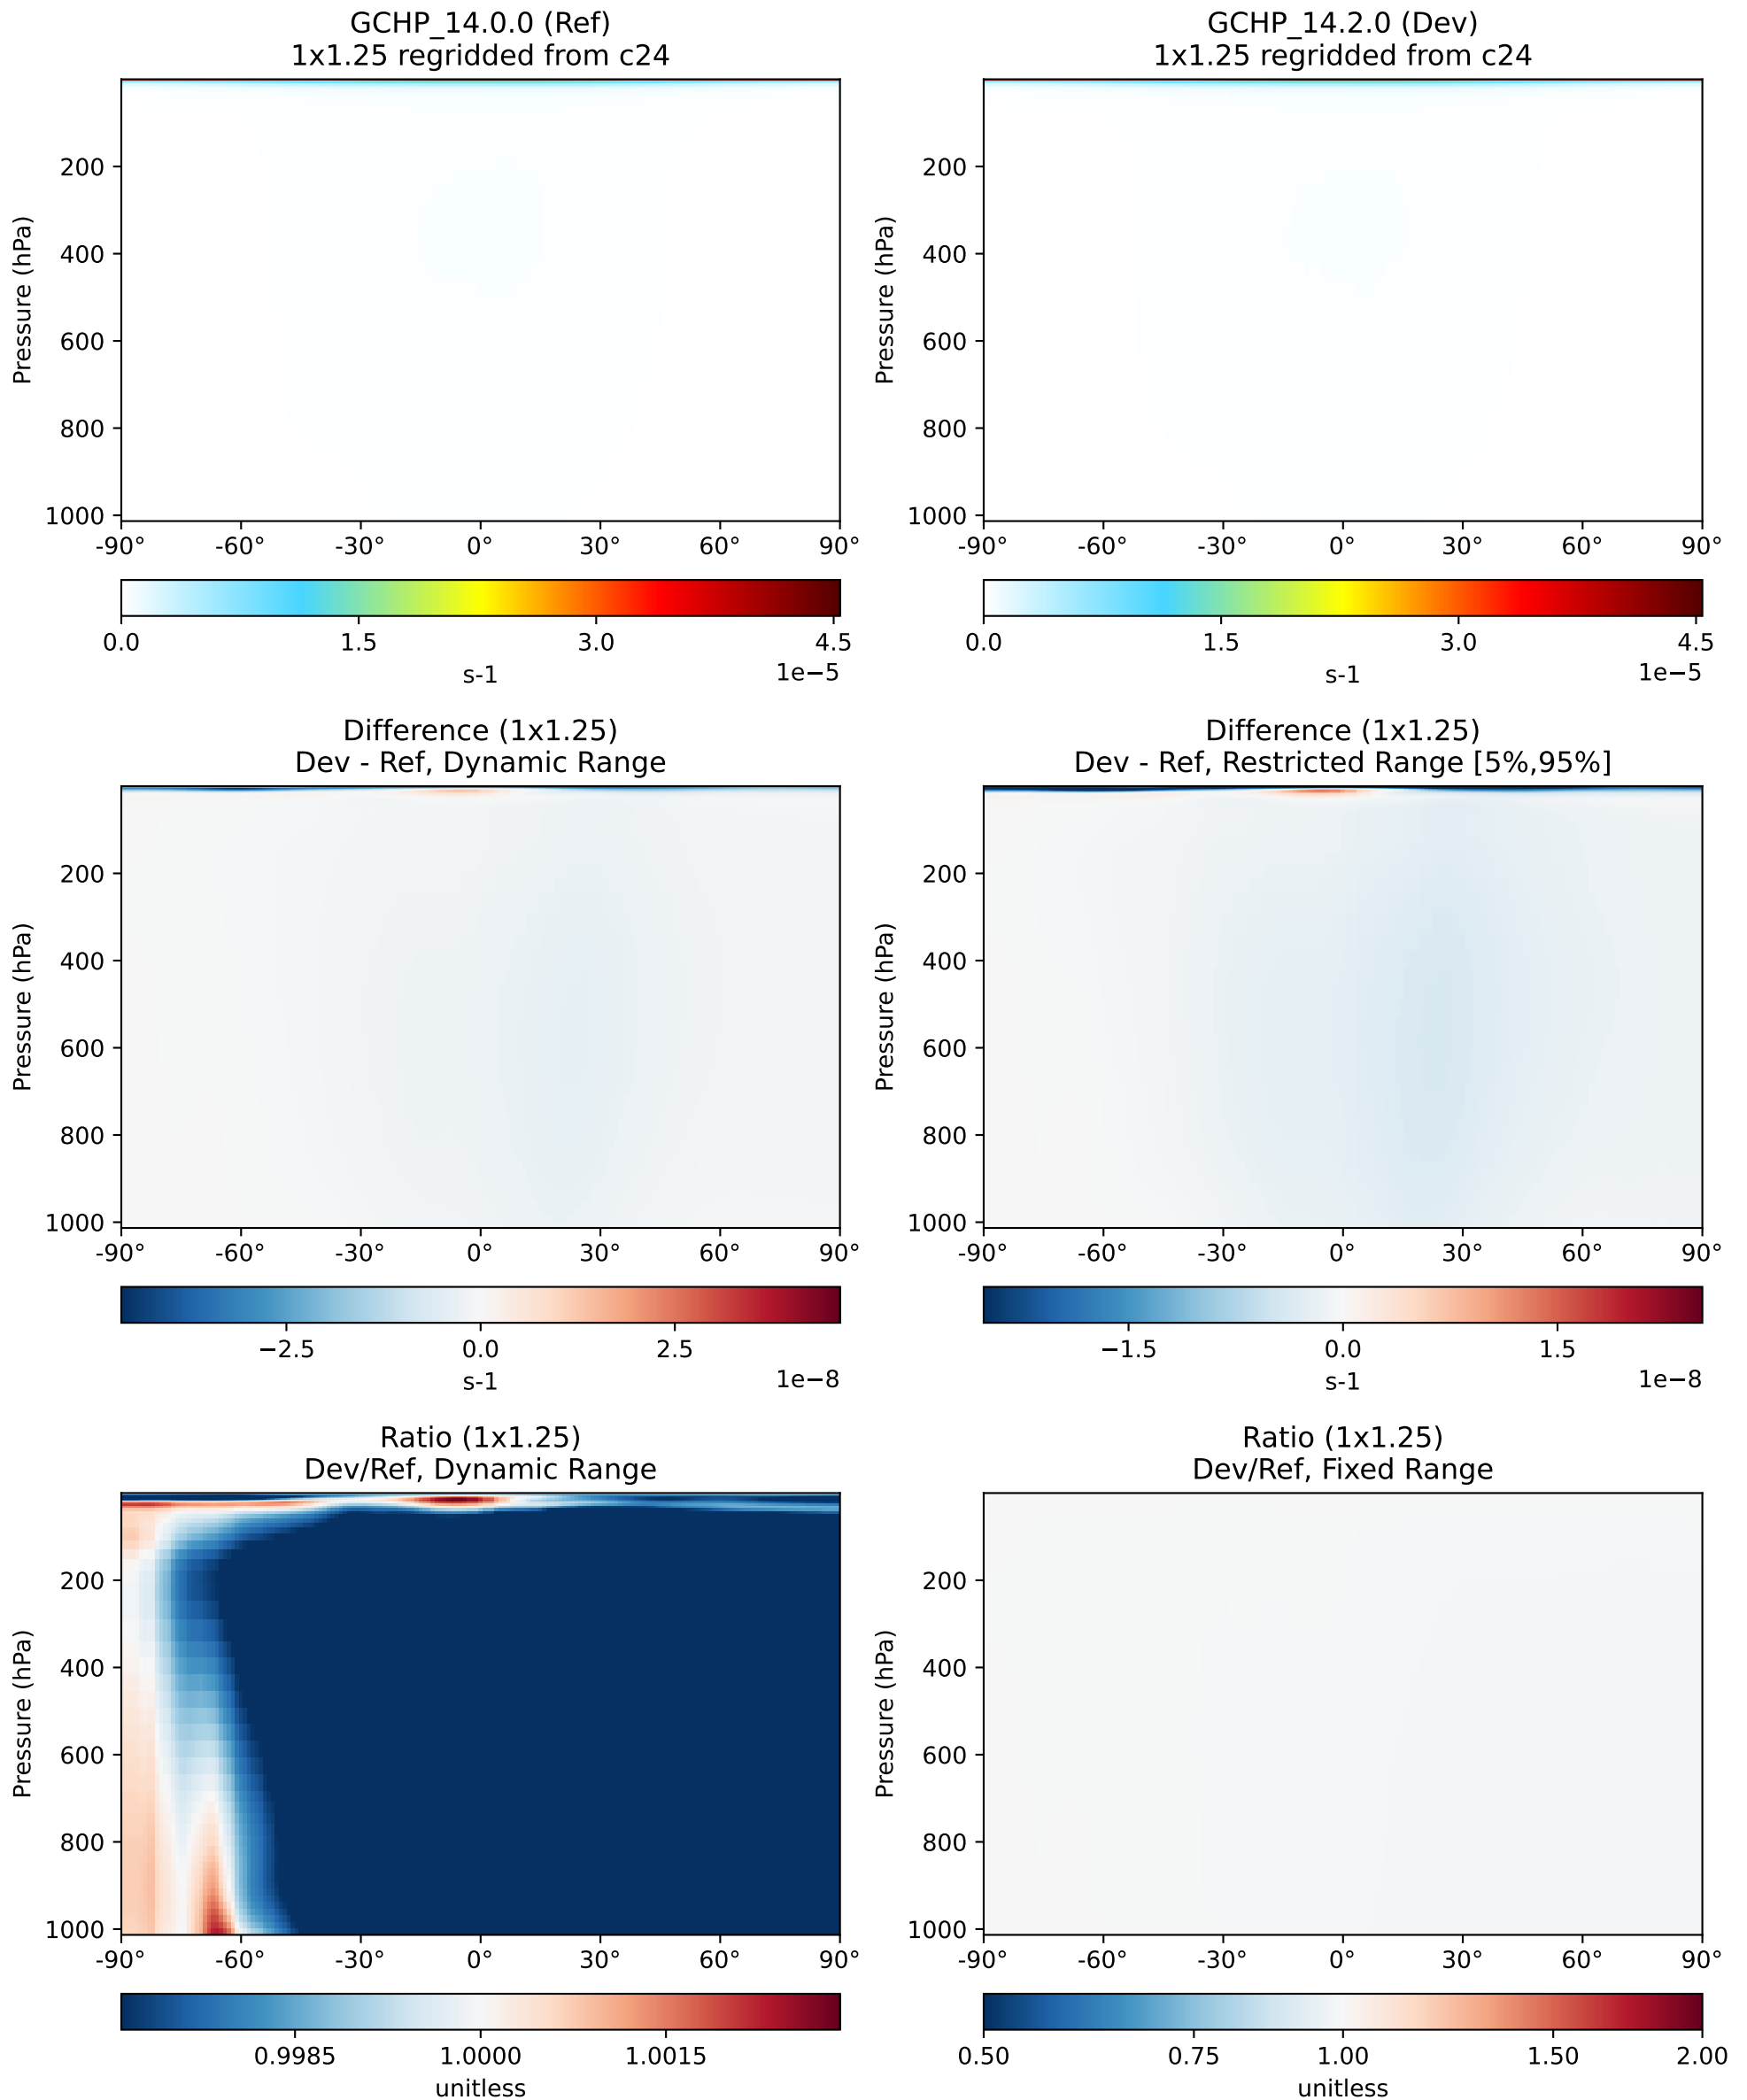 GCHP_14.0.0 (Ref)
1x1.25 regridded from c24
Pressure (hPa)
200
400
600
800
1000
-90° -60° -30° 0° 30° 60° 90°
0.0 1.5 3.0 4.5
s-1
1e−5
GCHP_14.2.0 (Dev)
1x1.25 regridded from c24
Pressure (hPa)
200
400
600
800
1000
-90° -60° -30° 0° 30° 60° 90°
0.0 1.5 3.0 4.5
s-1
1e−5
Difference (1x1.25)
Dev - Ref, Dynamic Range
Pressure (hPa)
200
400
600
800
1000
-90° -60° -30° 0° 30° 60° 90°
−2.5 0.0 2.5
s-1
1e−8
Difference (1x1.25)
Dev - Ref, Restricted Range [5%,95%]
Pressure (hPa)
200
400
600
800
1000
-90° -60° -30° 0° 30° 60° 90°
−1.5 0.0 1.5
s-1
1e−8
Ratio (1x1.25)
Dev/Ref, Dynamic Range
Pressure (hPa)
200
400
600
800
1000
-90° -60° -30° 0° 30° 60° 90°
0.9985 1.0000 1.0015
unitless
Ratio (1x1.25)
Dev/Ref, Fixed Range
Pressure (hPa)
200
400
600
800
1000
-90° -60° -30° 0° 30° 60° 90°
0.50 0.75 1.00 1.50 2.00
unitless